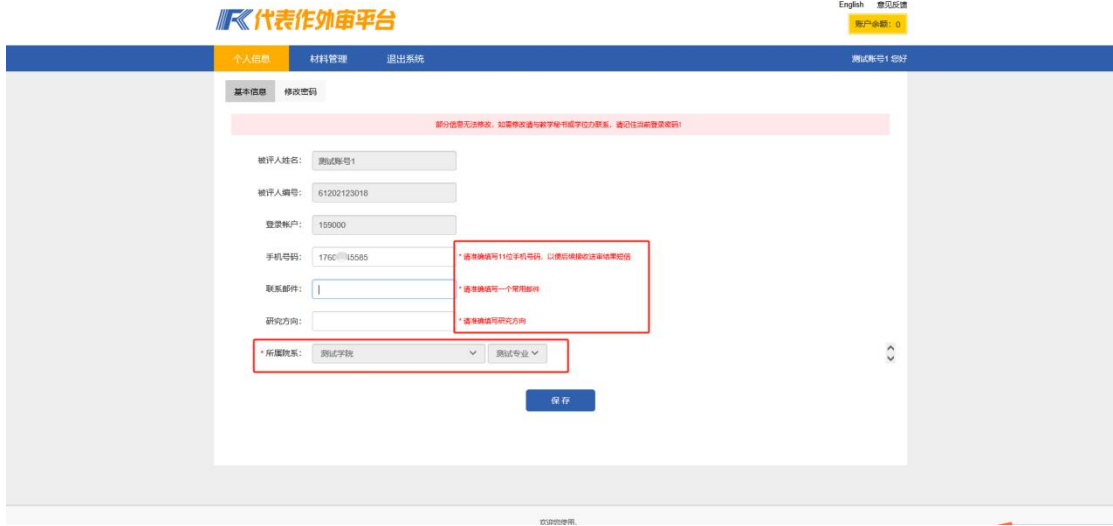 English 意见反馈
代表作外审平台
账户余额：0
个人信息 材料管理 退出系统 测试账号1 您好
基本信息 修改密码
部分信息无法修改，如需修改请与教学秘书或学位办联系，请记住当前登录密码！
被评人姓名： 测试账号1
被评人编号： 61202123018
登录帐户： 159000
手机号码： 1760 45585 * 请准确填写11位手机号码，以便后续接收送审结果短信
联系邮件： * 请准确填写一个常用邮件
研究方向： * 请准确填写研究方向
* 所属院系： 测试学院 测试专业
保存
欢迎您使用，